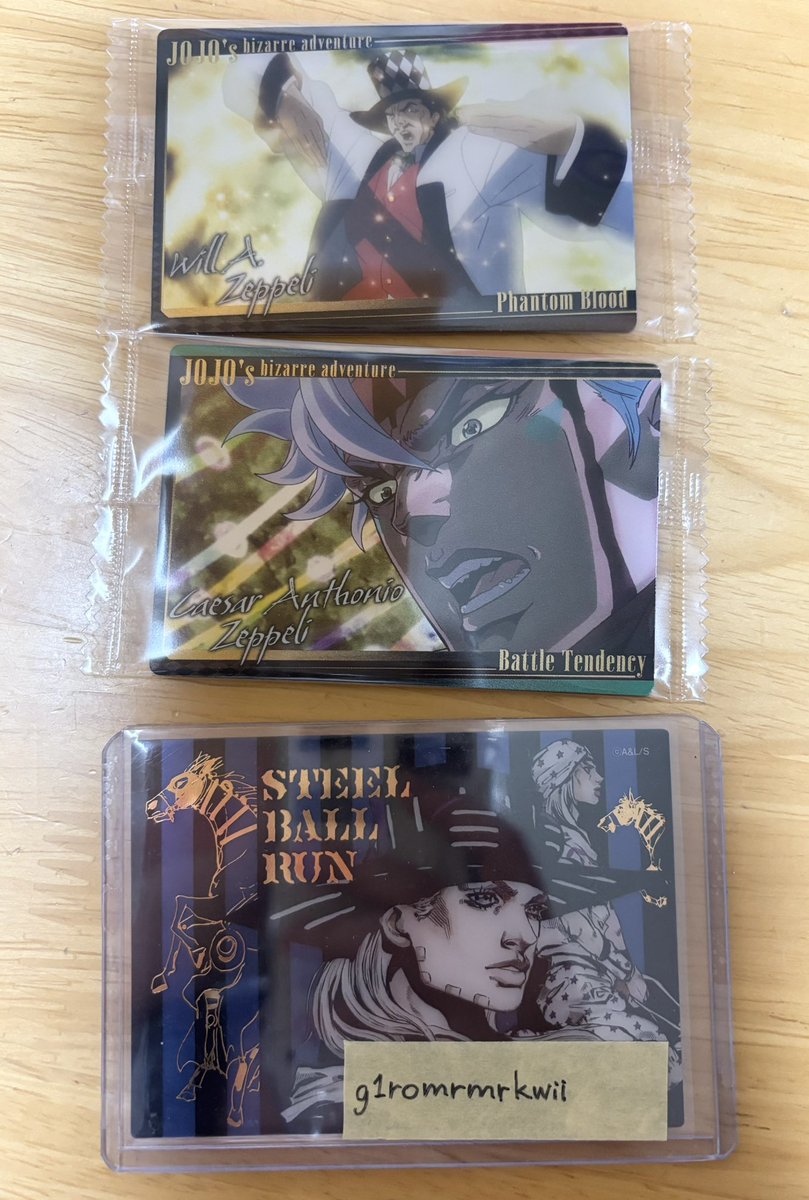 JOJO's bizarre adventure
Will A.
Zeppeli
Phantom Blood
JOJO's bizarre adventure
Caesar Anthonio
Zeppeli
Battle Tendency
©A&L/S
STEEL
BALL
RUN
g1romrmrkwii